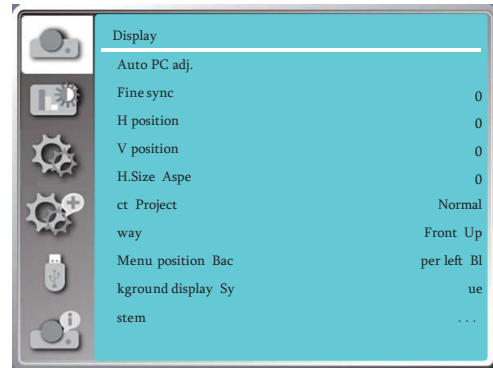 Display
Auto PC adj.
Fine sync 0
H position 0
V position 0
H.Size Aspe 0
ct Project Normal
way Front Up
Menu position Bac per left Bl
kground display Sy ue
stem ...